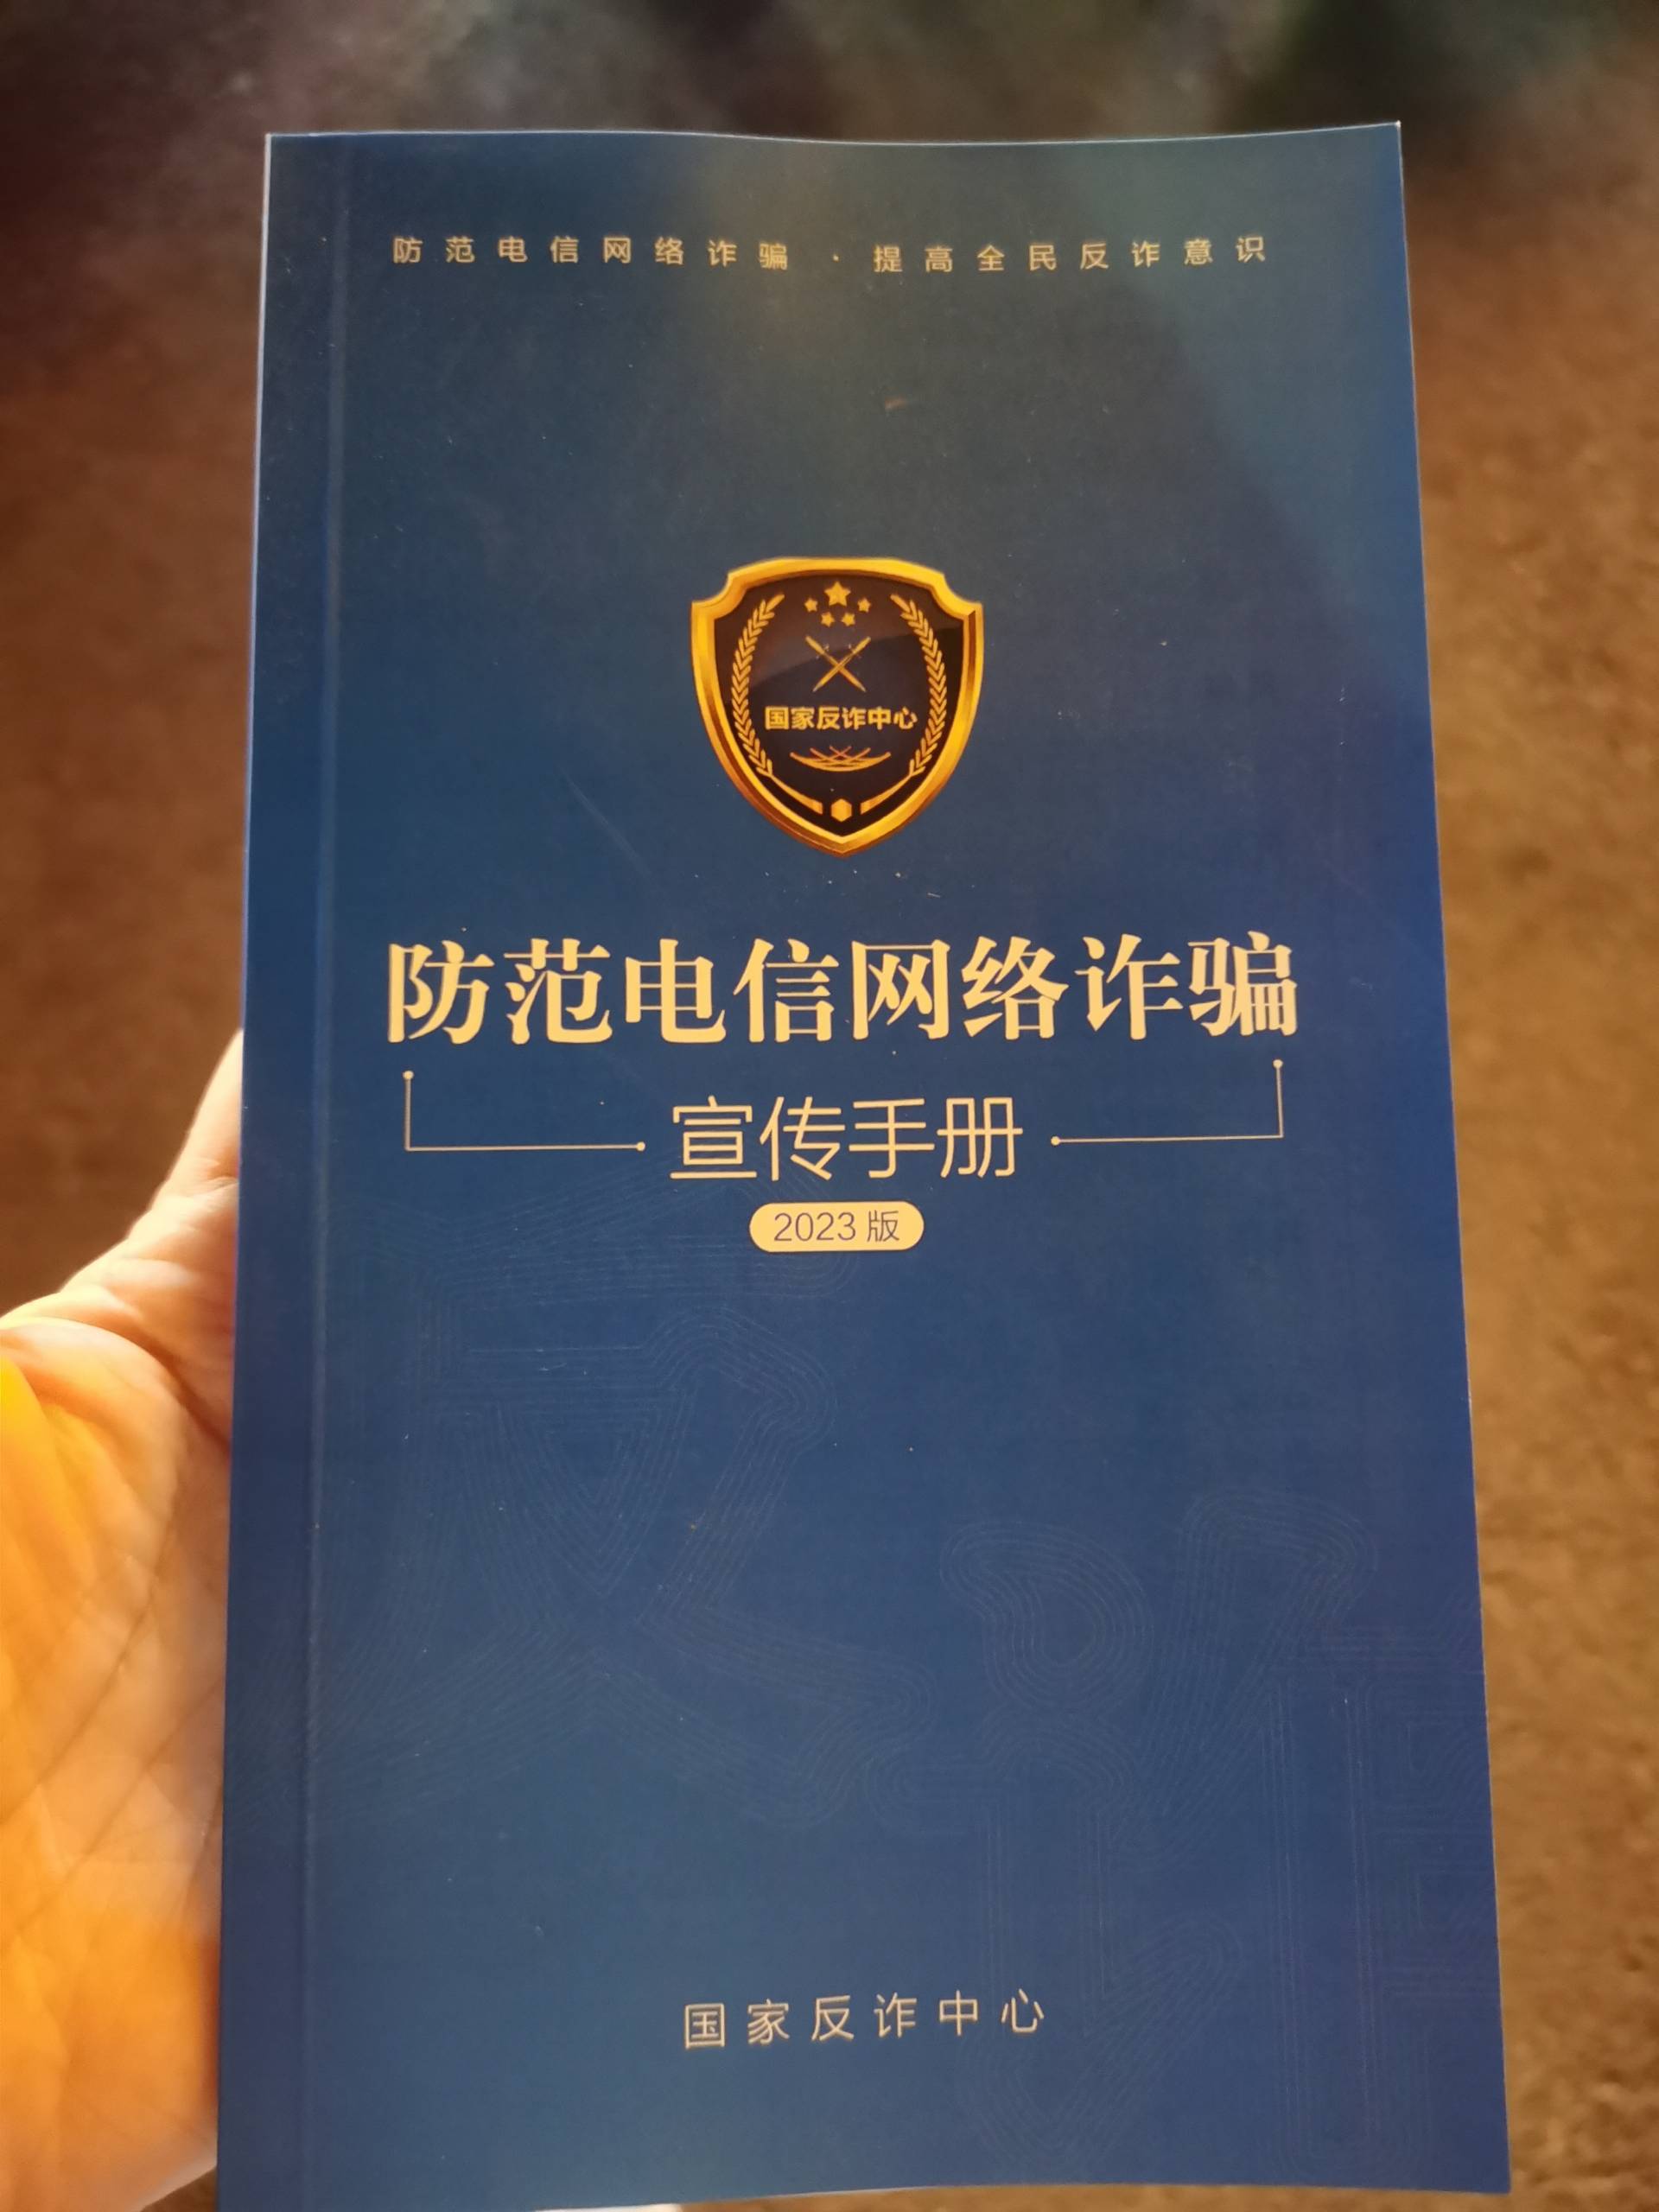 防范电信网络诈骗·提高全民反诈意识
国家反诈中心
防范电信网络诈骗
宣传手册
2023版
国家反诈中心